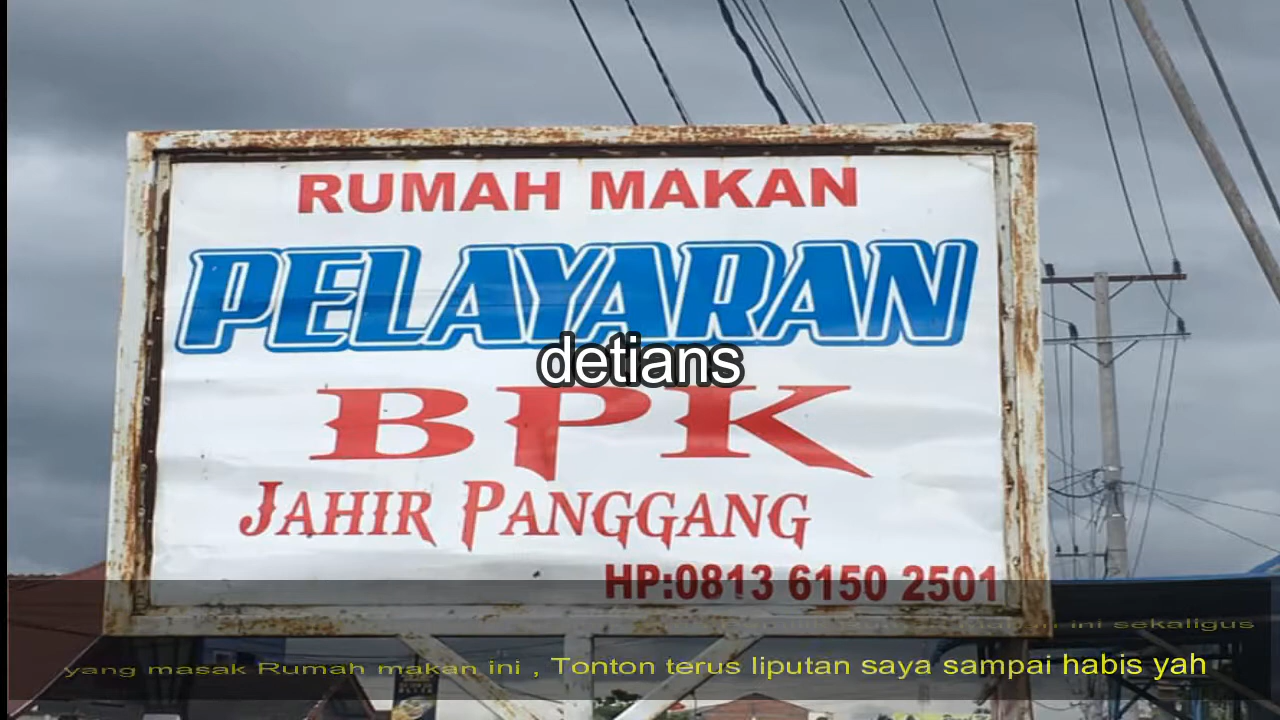 RUMAH MAKAN
PELAYARAN
detians
BPK
JAHIR PANGGANG
HP:0813 6150 2501
ini sekaligus
yang masak Rumah makan ini , Tonton terus liputan saya sampai habis yah